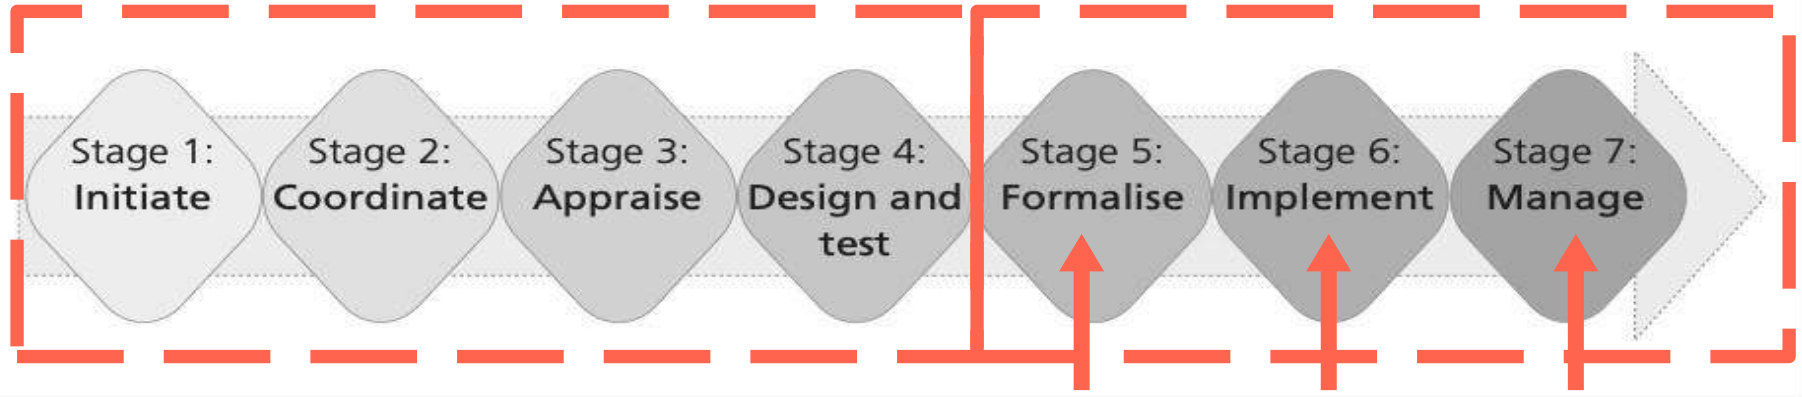 Stage 1:
Initiate
Stage 2:
Coordinate
Stage 3:
Appraise
Stage 4:
Design and
test
Stage 5:
Formalise
Stage 6:
Implement
Stage 7:
Manage